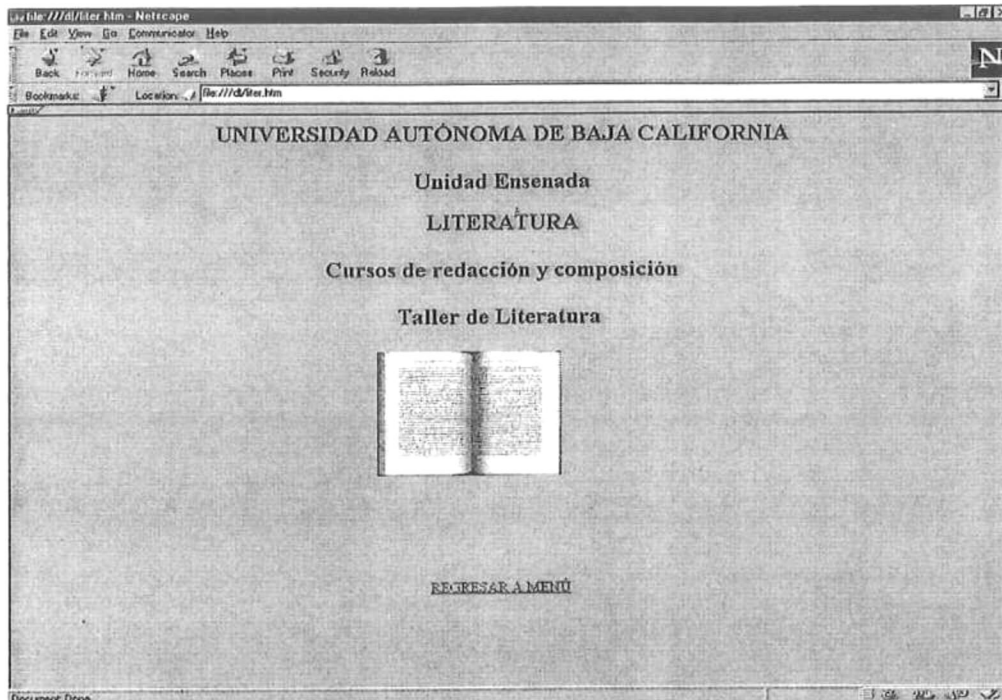 file:///d|/liter.htm - Netscape
File Edit View Go Communicator Help
Back Forward Home Search Places Print Security Reload
Bookmarks Location: file:///d|/liter.htm
UNIVERSIDAD AUTÓNOMA DE BAJA CALIFORNIA
Unidad Ensenada
LITERATURA
Cursos de redacción y composición
Taller de Literatura
REGRESAR A MENÚ
Document: Done